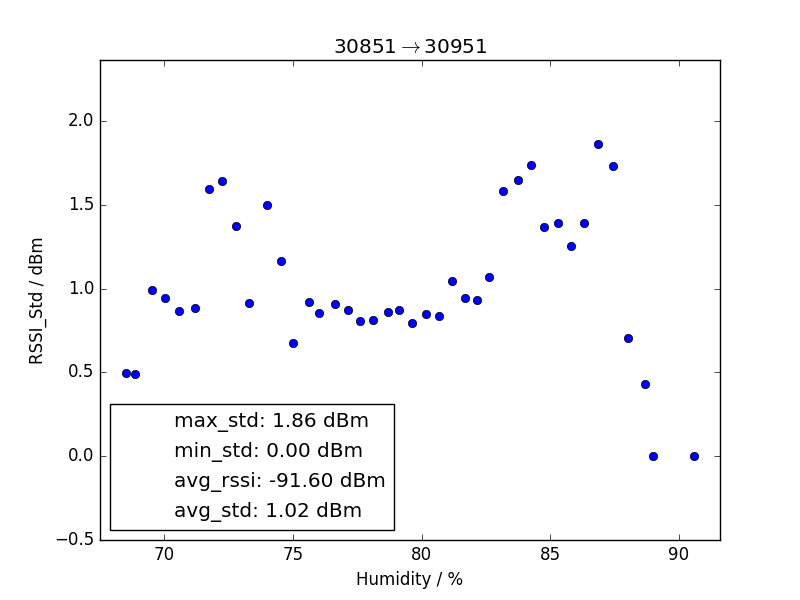 30851→30951
2.0
1.5
1.0
0.5
0.0
−0.5
RSSI_Std / dBm
max_std: 1.86 dBm
min_std: 0.00 dBm
avg_rssi: -91.60 dBm
avg_std: 1.02 dBm
70 75 80 85 90
Humidity / %